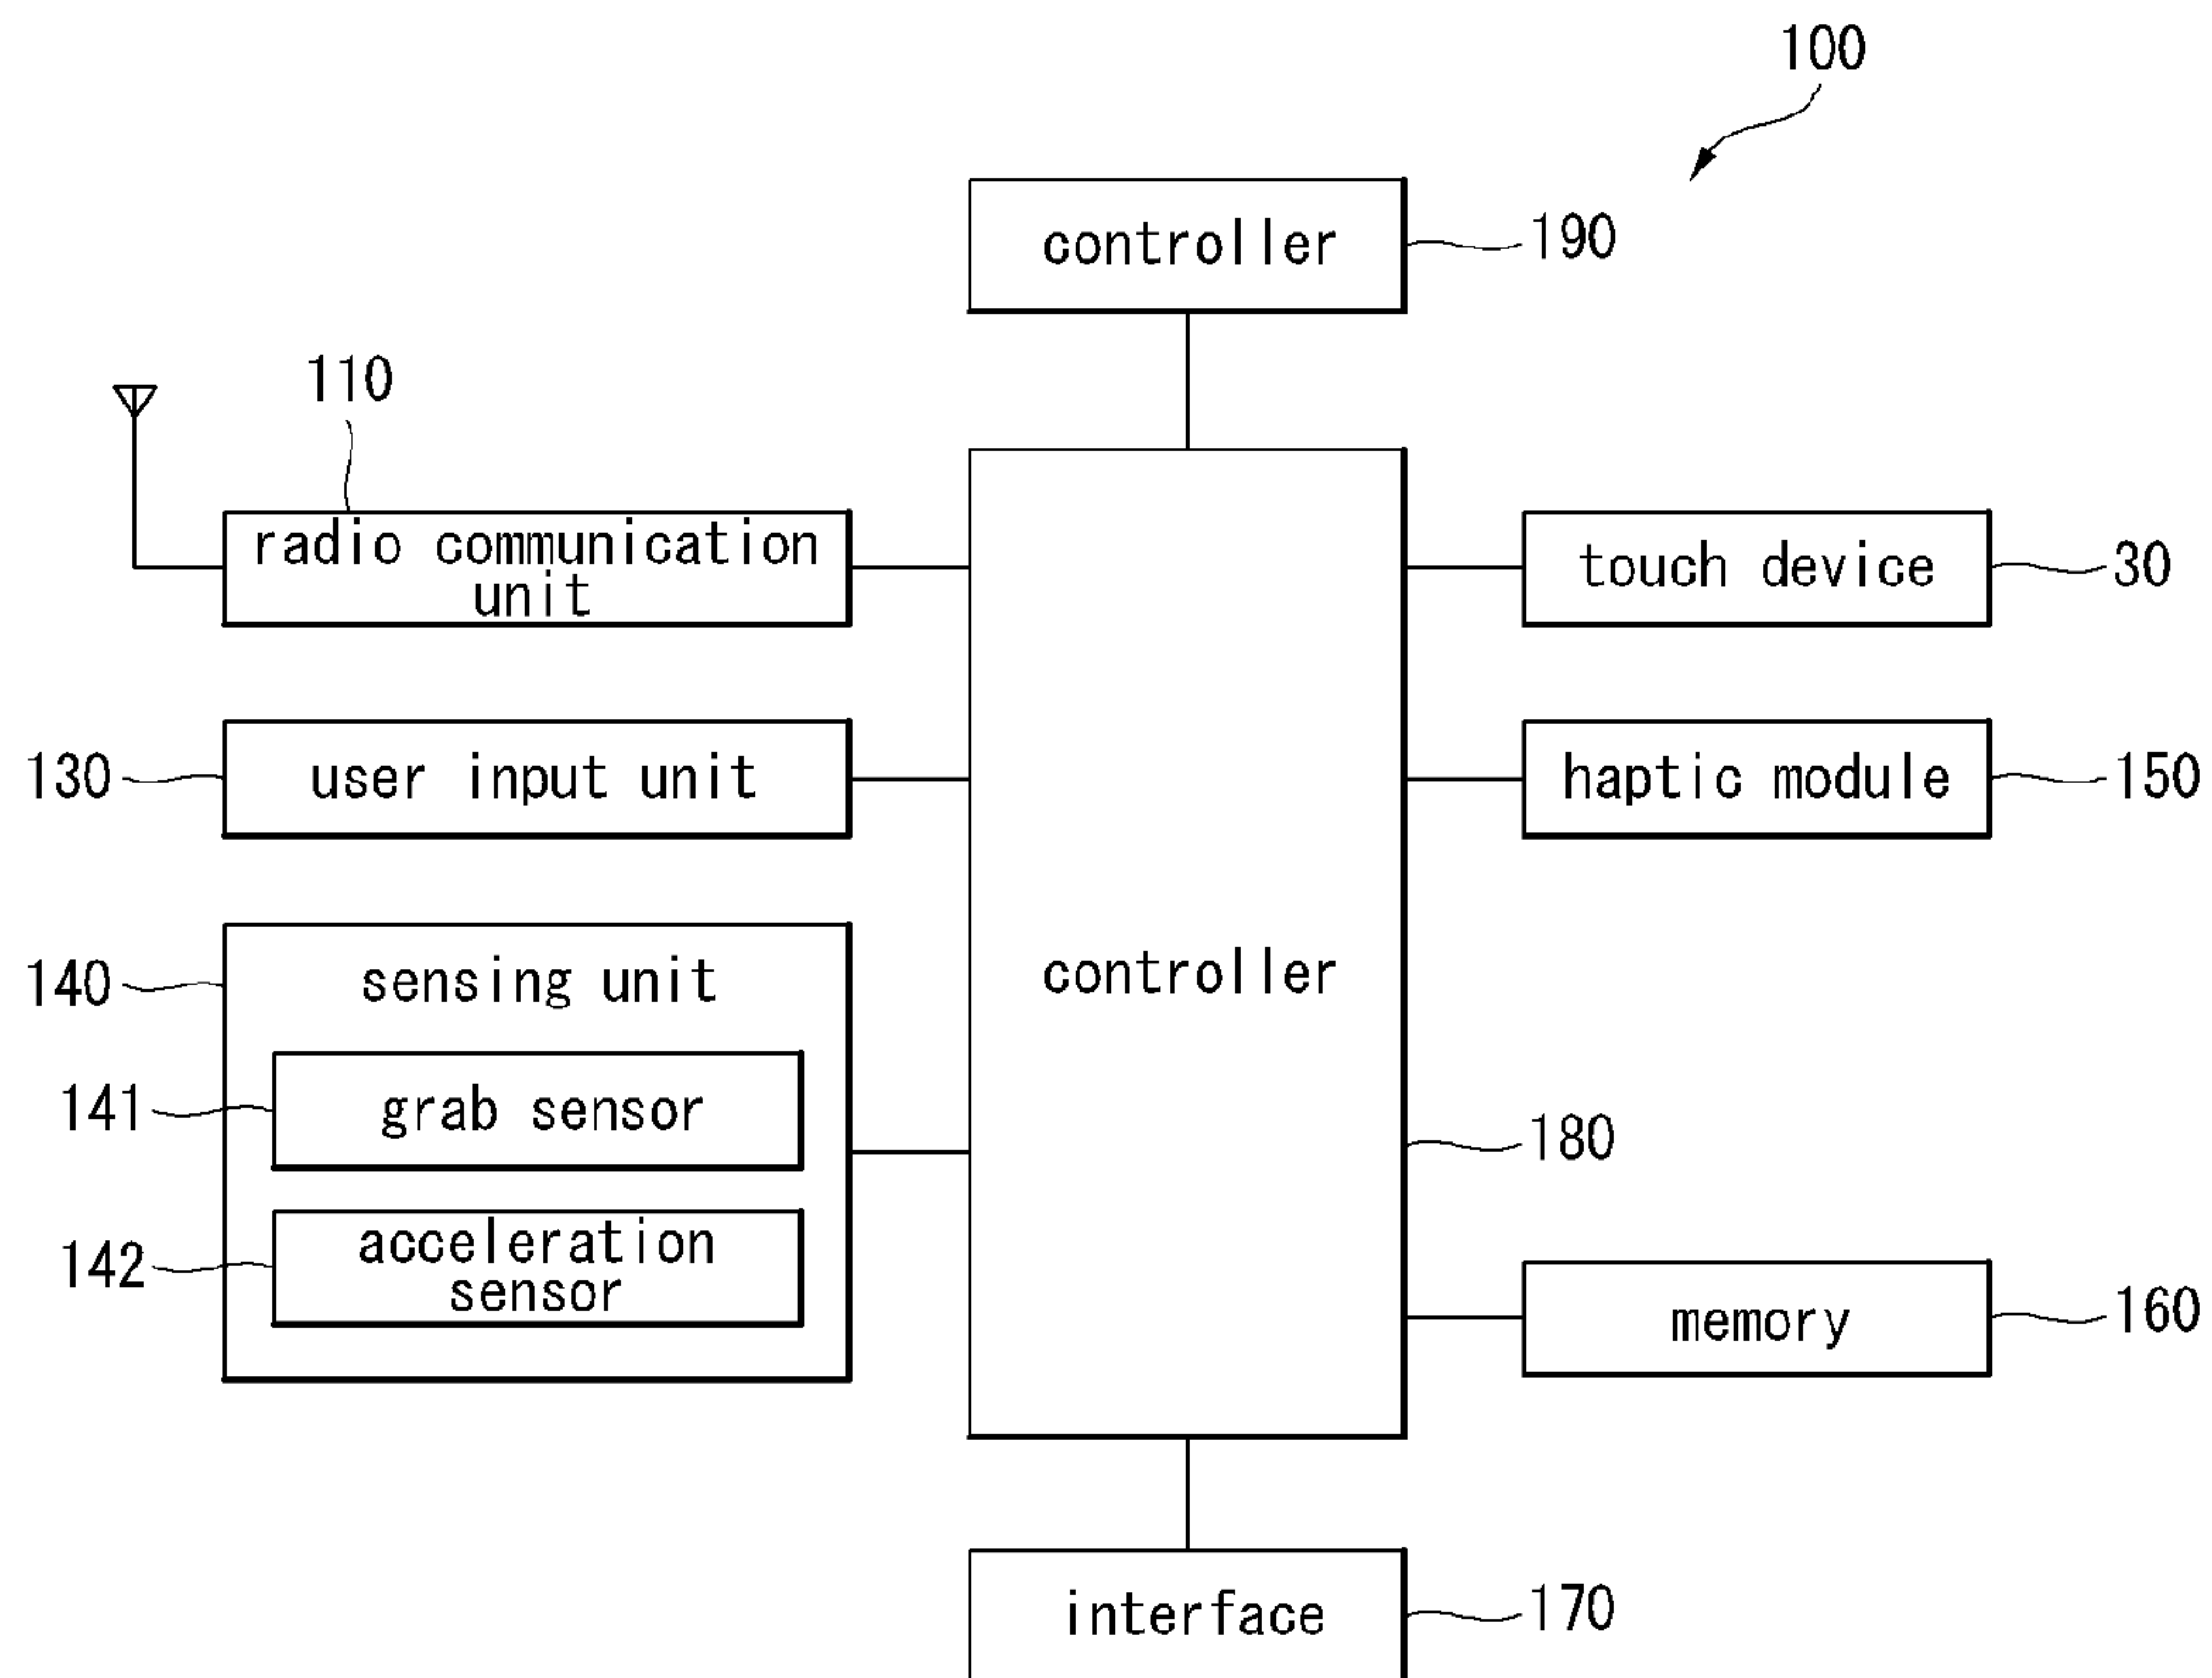 100
controller
190
110
radio communication
unit
touch device
30
130
user input unit
haptic module
150
140
sensing unit
controller
141
grab sensor
180
142
acceleration
sensor
memory
160
interface
170